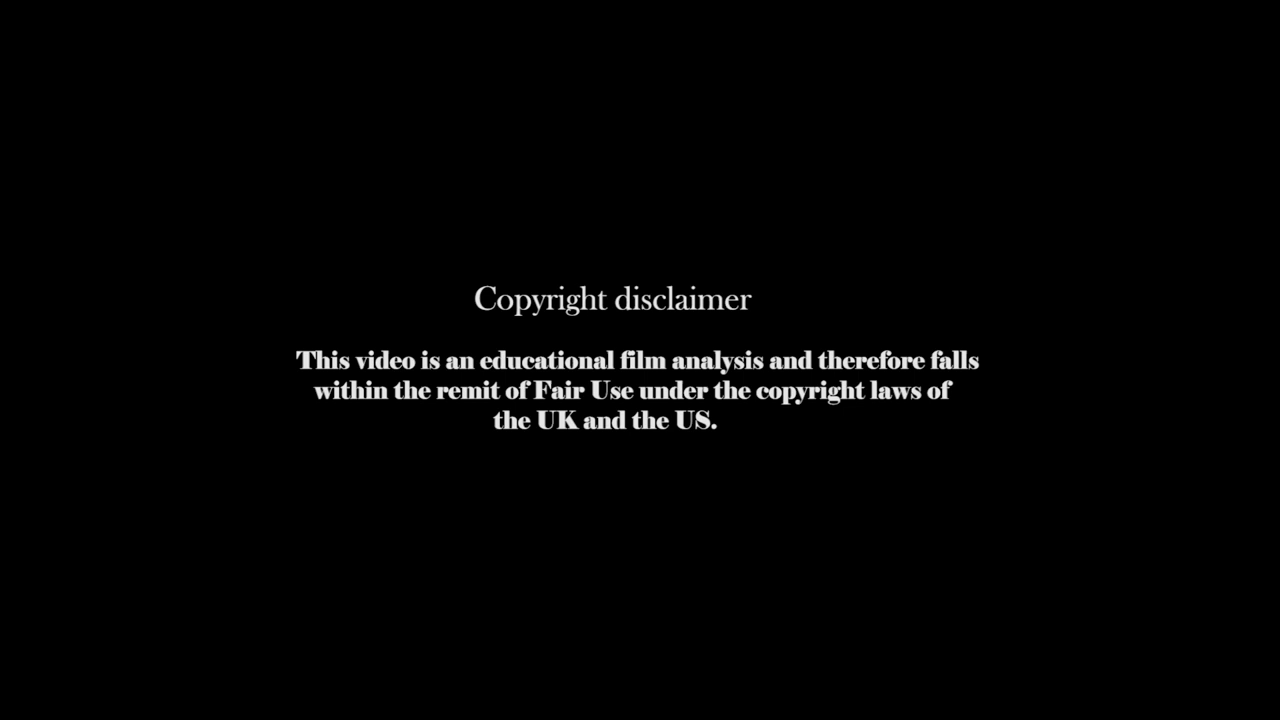 Copyright disclaimer
This video is an educational film analysis and therefore falls
within the remit of Fair Use under the copyright laws of
the UK and the US.